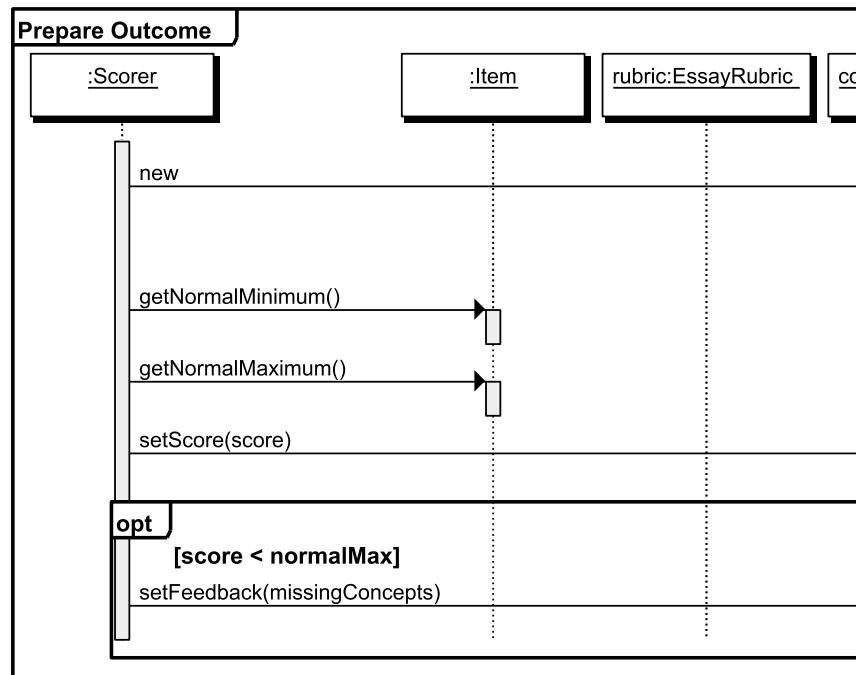 Prepare Outcome
:Scorer
:Item
rubric:EssayRubric
new
getNormalMinimum()
getNormalMaximum()
setScore(score)
opt
[score < normalMax]
setFeedback(missingConcepts)